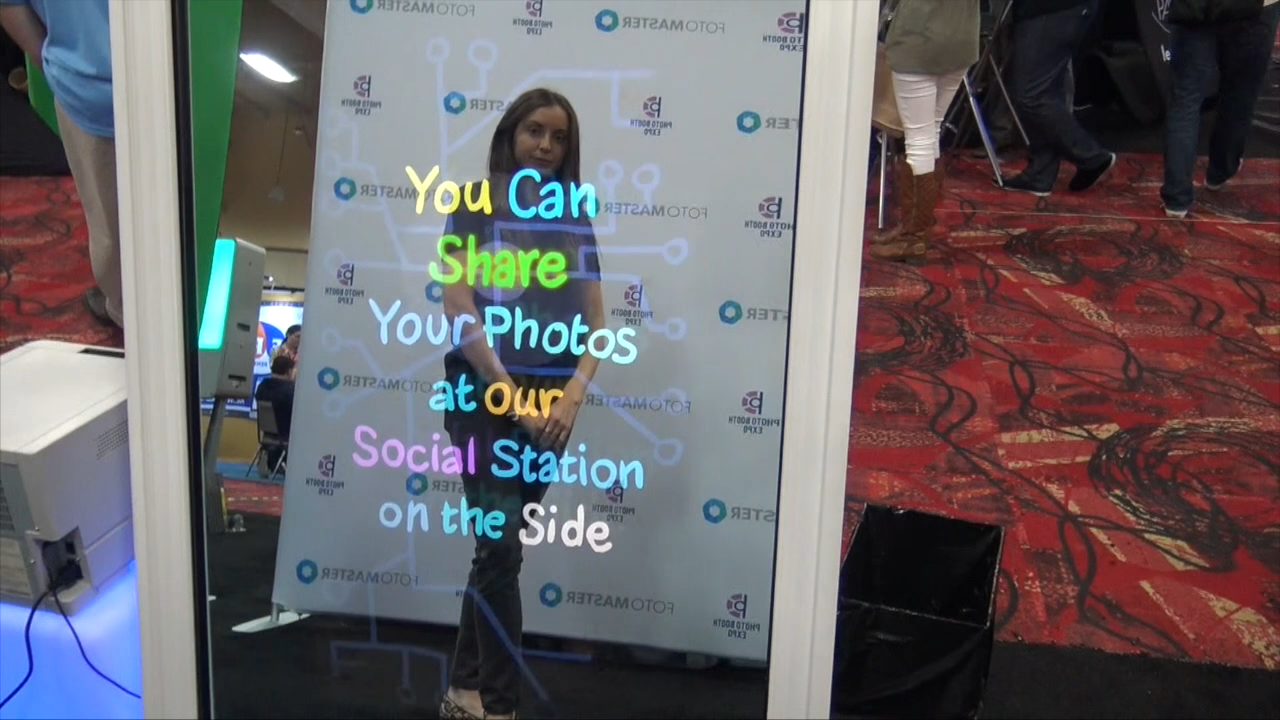 FOTOMASTER
PHOTO BOOTH
EXPO
You Can
Share
Your Photos
at our
Social Station
on the Side